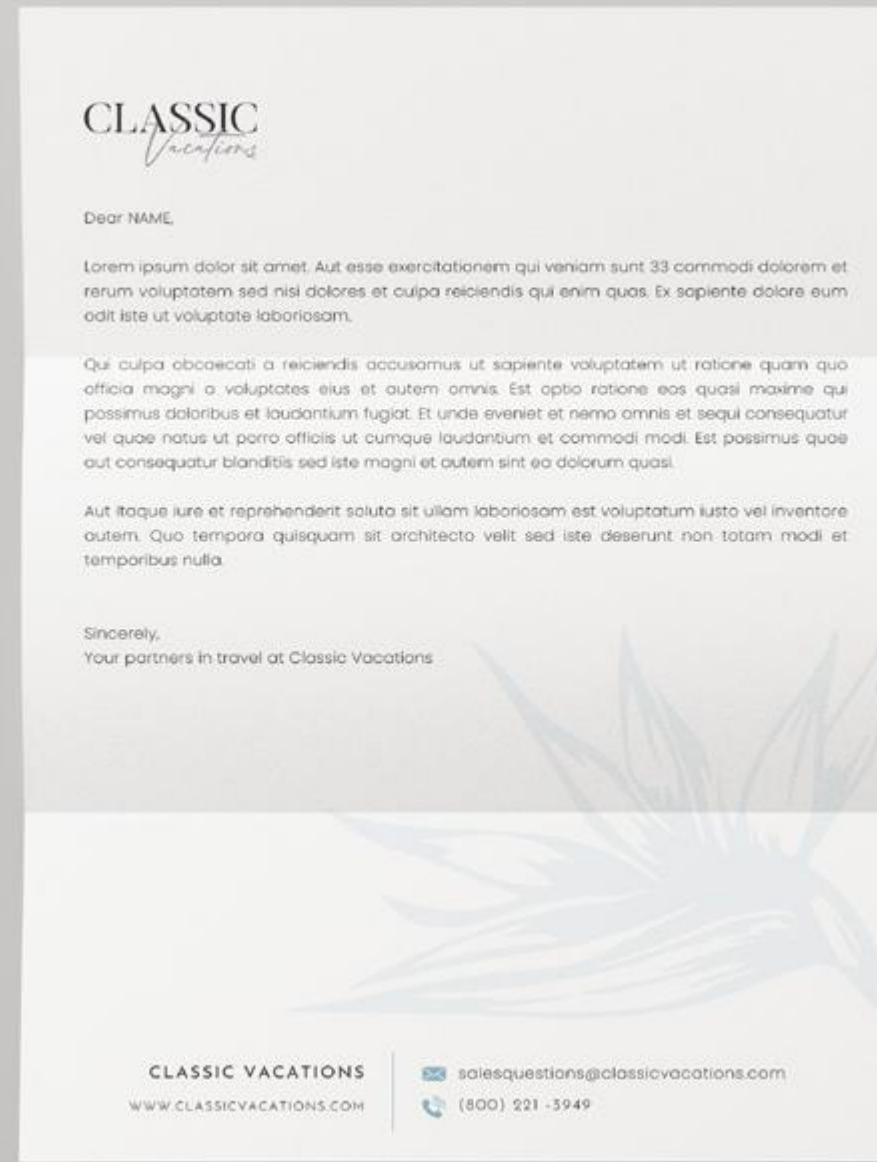 CLASSIC
Vacations
Dear NAME,
Lorem ipsum dolor sit amet. Aut esse exercitationem qui veniam sunt 33 commodi dolorem et
rerum voluptatem sed nisi dolores et culpa reiciendis qui enim quas. Ex sapiente dolore eum
odit iste ut voluptate laboriosam.
Qui culpa obcaecati a reiciendis accusamus ut sapiente voluptatem ut ratione quam quo
officia magni a voluptates eius et autem omnis. Est optio ratione eos quasi maxime qui
possimus doloribus et laudantium fugiat. Et unde eveniet et nemo omnis et sequi consequatur
vel quae natus ut porro officiis ut cumque laudantium et commodi modi. Est possimus quae
aut consequatur blanditiis sed iste magni et autem sint ea dolorum quasi.
Aut itaque iure et reprehenderit soluta sit ullam laboriosam est voluptatum iusto vel inventore
autem. Quo tempora quisquam sit architecto velit sed iste deserunt non totam modi et
temporibus nulla.
Sincerely,
Your partners in travel at Classic Vacations
CLASSIC VACATIONS
WWW.CLASSICVACATIONS.COM
salesquestions@classicvacations.com
(800) 221 -3949